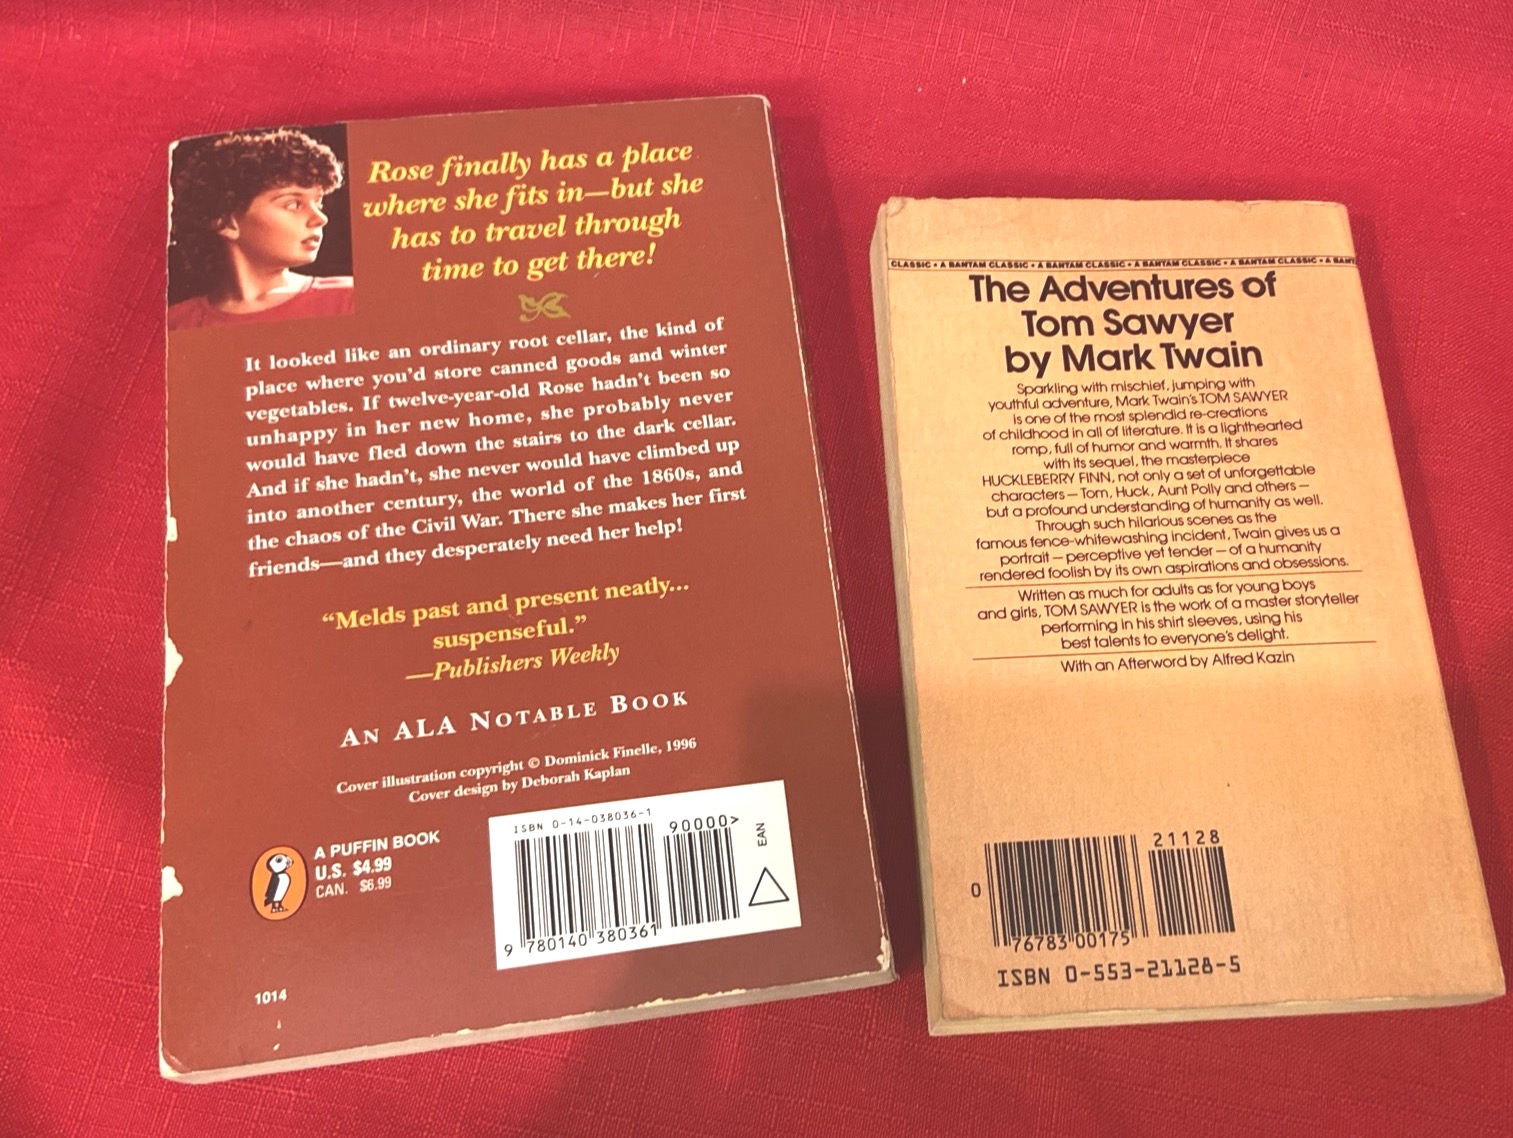 Rose finally has a place
where she fits in—but she
has to travel through
time to get there!
It looked like an ordinary root cellar, the kind of
place where you'd store canned goods and winter
vegetables. If twelve-year-old Rose hadn't been so
unhappy in her new home, she probably never
would have fled down the stairs to the dark cellar.
And if she hadn't, she never would have climbed up
into another century, the world of the 1860s, and
the chaos of the Civil War. There she makes her first
friends—and they desperately need her help!
“Melds past and present neatly...
suspenseful.”
—Publishers Weekly
AN ALA NOTABLE BOOK
Cover illustration copyright © Dominick Finelle, 1996
Cover design by Deborah Kaplan
A PUFFIN BOOK
U.S. $4.99
CAN. $6.99
ISBN 0-14-038036-1
90000>
EAN
9 780140 380361
1014
CLASSIC • A BANTAM CLASSIC • A BANTAM CLASSIC • A BANTAM CLASSIC • A BANT
The Adventures of
Tom Sawyer
by Mark Twain
Sparkling with mischief, jumping with
youthful adventure, Mark Twain's TOM SAWYER
is one of the most splendid re-creations
of childhood in all of literature. It is a lighthearted
romp, full of humor and warmth. It shares
with its sequel, the masterpiece
HUCKLEBERRY FINN, not only a set of unforgettable
characters — Tom, Huck, Aunt Polly and others —
but a profound understanding of humanity as well.
Through such hilarious scenes as the
famous fence-whitewashing incident, Twain gives us a
portrait — perceptive yet tender — of a humanity
rendered foolish by its own aspirations and obsessions.
Written as much for adults as for young boys
and girls, TOM SAWYER is the work of a master storyteller
performing in his shirt sleeves, using his
best talents to everyone's delight.
With an Afterword by Alfred Kazin
21128
0
76783 00175
ISBN 0-553-21128-5